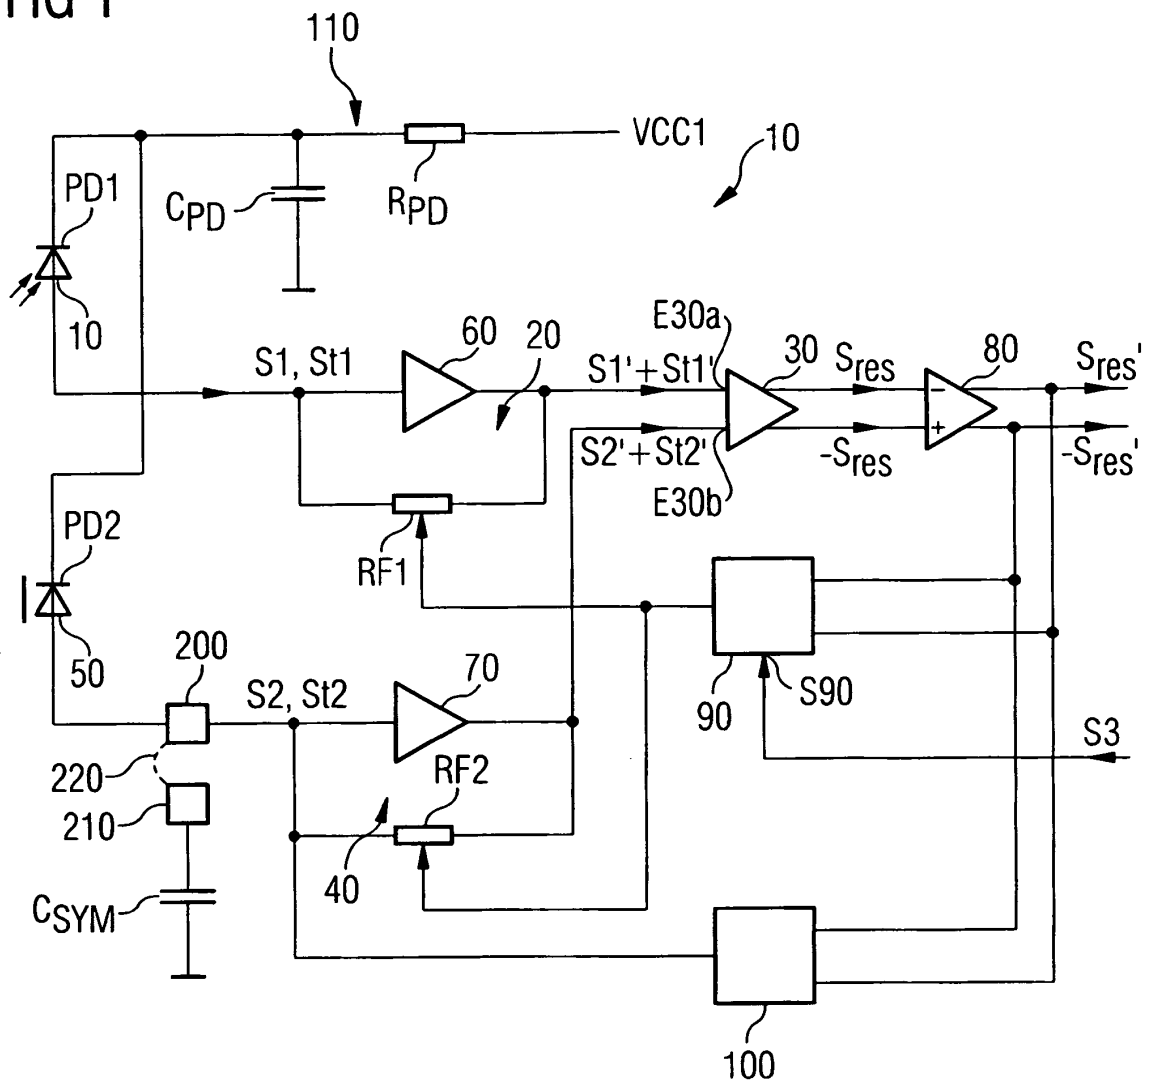 110
VCC1
10
PD1
CPD
RPD
10
S1, St1
60
20
E30a
S1'+St1'
30
Sres
80
Sres'
S2'+St2'
-Sres
-Sres'
E30b
PD2
RF1
50
200
S2, St2
70
90
S90
S3
220
RF2
210
40
CSYM
100